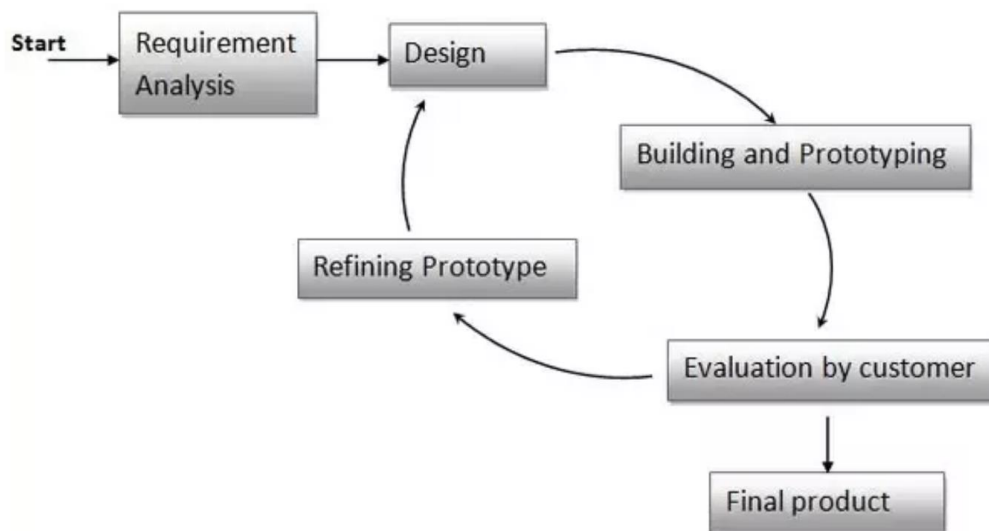 Start
Requirement
Analysis
Design
Building and Prototyping
Refining Prototype
Evaluation by customer
Final product